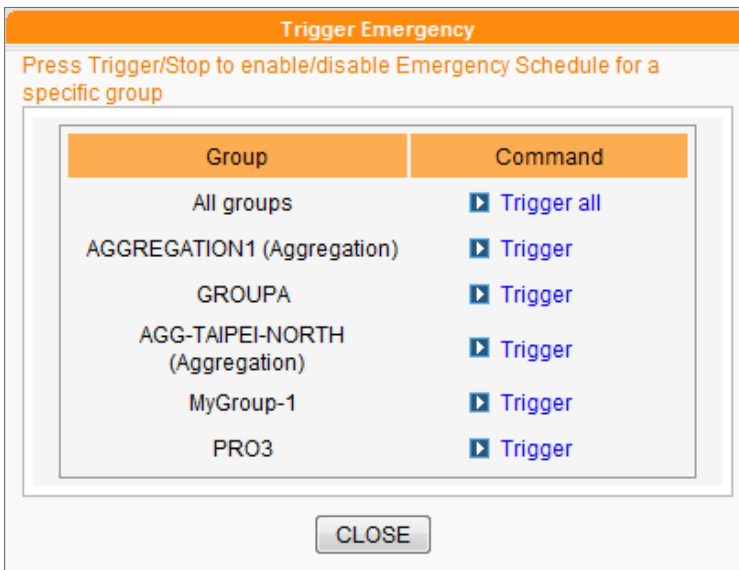 Trigger Emergency
Press Trigger/Stop to enable/disable Emergency Schedule for a
specific group
Group Command
All groups Trigger all
AGGREGATION1 (Aggregation) Trigger
GROUPA Trigger
AGG-TAIPEI-NORTH
(Aggregation) Trigger
MyGroup-1 Trigger
PRO3 Trigger
CLOSE